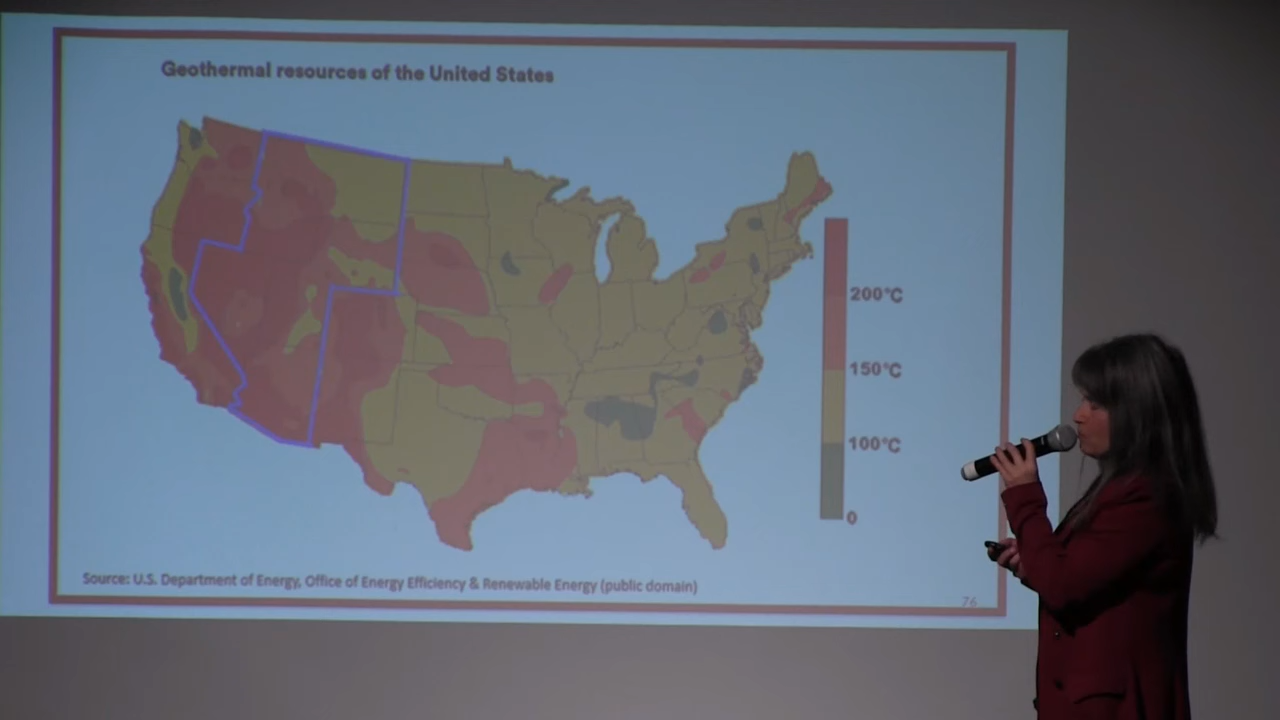 Geothermal resources of the United States
200°C
150°C
100°C
0
Source: U.S. Department of Energy, Office of Energy Efficiency & Renewable Energy (public domain)
76